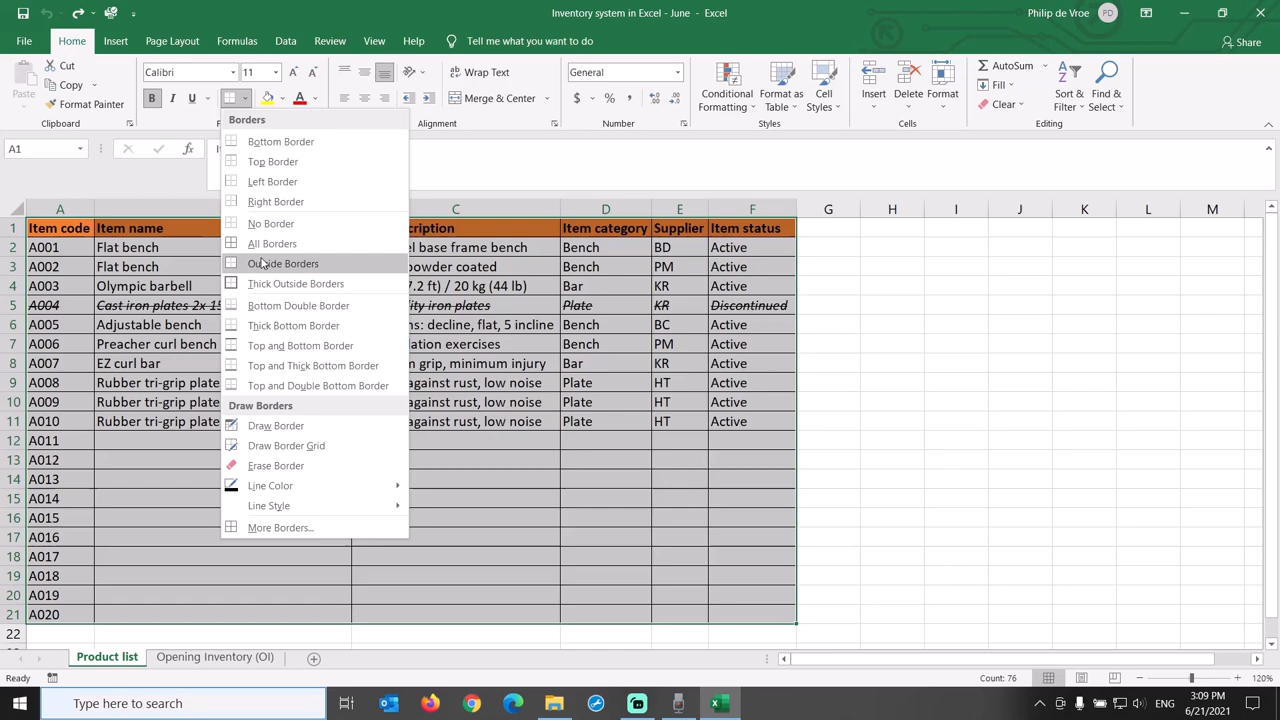 Inventory system in Excel - June - Excel
Philip de Vroe PD
File Home Insert Page Layout Formulas Data Review View Help Tell me what you want to do Share
Paste Cut Copy Format Painter Clipboard
Calibri 11
B I U A
Wrap Text
Merge & Center
Alignment
General
$ % ,
Number
Conditional Formatting
Format as Table
Cell Styles
Styles
Insert Delete Format
Cells
AutoSum
Fill
Clear
Sort & Filter
Find & Select
Editing
A1 fx
Borders
Bottom Border
Top Border
Left Border
Right Border
No Border
All Borders
Outside Borders
Thick Outside Borders
Bottom Double Border
Thick Bottom Border
Top and Bottom Border
Top and Thick Bottom Border
Top and Double Bottom Border
Draw Borders
Draw Border
Draw Border Grid
Erase Border
Line Color
Line Style
More Borders...
A C D E F G H I J K L M
1 Item code Item name cription Item category Supplier Item status
2 A001 Flat bench el base frame bench Bench BD Active
3 A002 Flat bench powder coated Bench PM Active
4 A003 Olympic barbell 7.2 ft) / 20 kg (44 lb) Bar KR Active
5 A004 Cast iron plates 2x 15 lity iron plates Plate KR Discontinued
6 A005 Adjustable bench ns: decline, flat, 5 incline Bench BC Active
7 A006 Preacher curl bench lation exercises Bench PM Active
8 A007 EZ curl bar m grip, minimum injury Bar KR Active
9 A008 Rubber tri-grip plate against rust, low noise Plate HT Active
10 A009 Rubber tri-grip plate against rust, low noise Plate HT Active
11 A010 Rubber tri-grip plate against rust, low noise Plate HT Active
12 A011
13 A012
14 A013
15 A014
16 A015
17 A016
18 A017
19 A018
20 A019
21 A020
22
Product list Opening Inventory (OI)
Ready Count: 76 120%
Type here to search
ENG
3:09 PM
6/21/2021